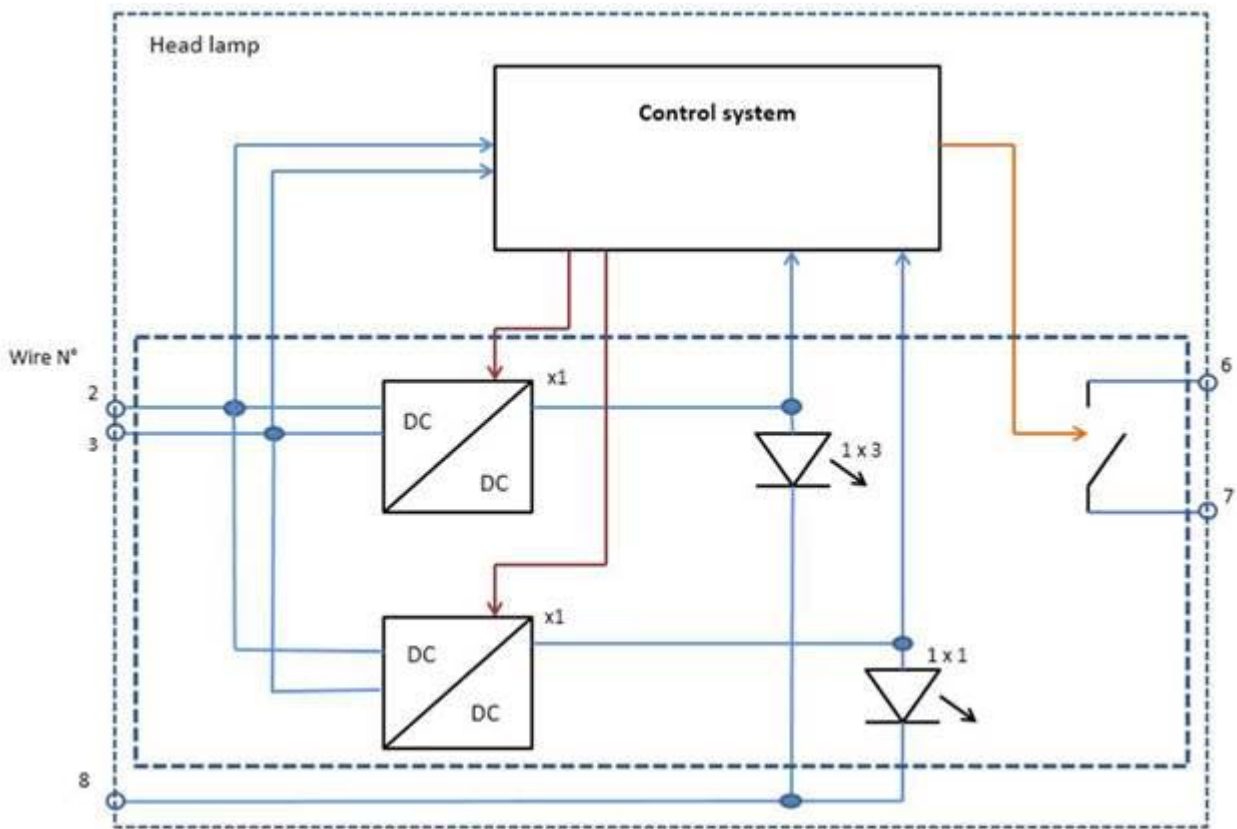 Head lamp
Control system
Wire N°
2
3
x1
DC
DC
1 x 3
6
7
x1
DC
DC
1 x 1
8